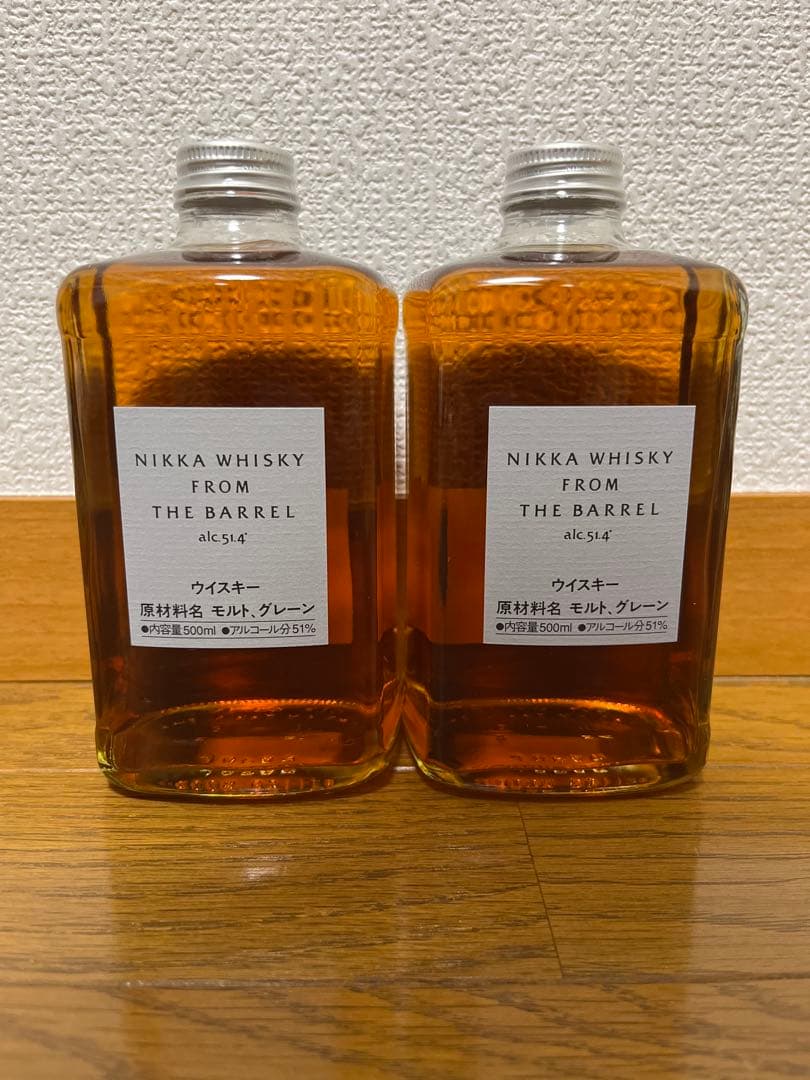 NIKKA WHISKY
FROM
THE BARREL
alc.51.4°
ウイスキー
原材料名 モルト、グレーン
●内容量500ml ●アルコール分51%
NIKKA WHISKY
FROM
THE BARREL
alc.51.4°
ウイスキー
原材料名 モルト、グレーン
●内容量500ml ●アルコール分51%